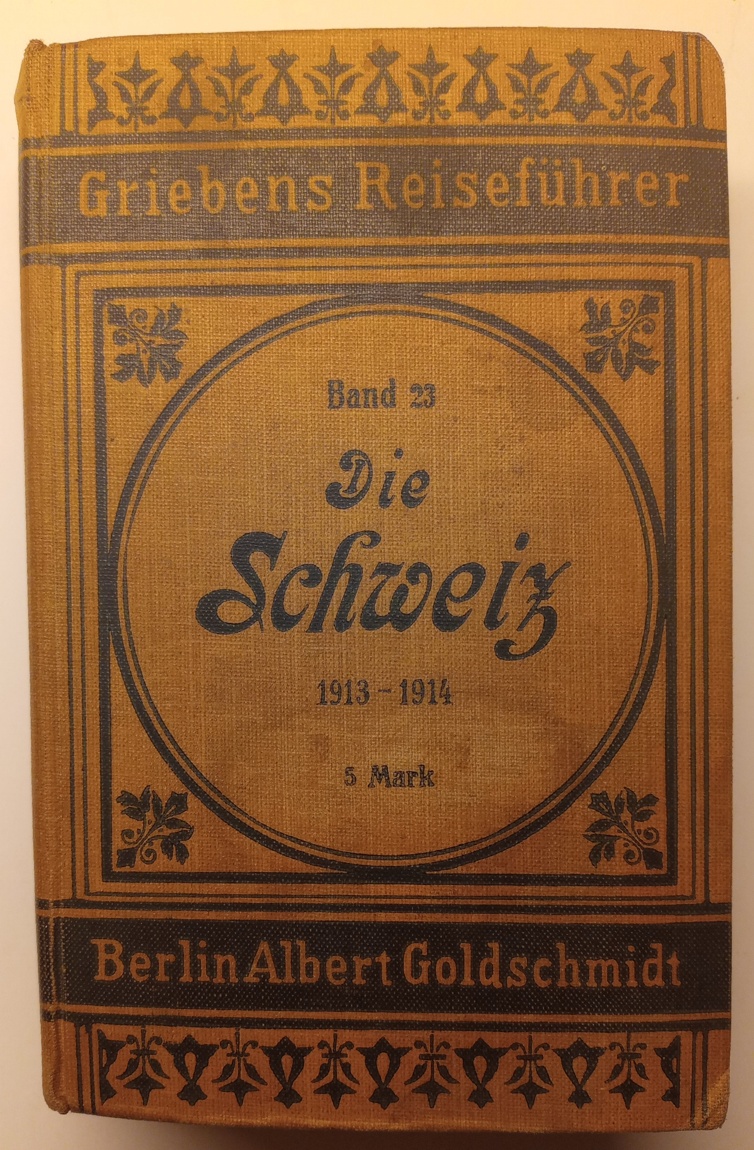 Griebens Reiseführer
Band 23
Die
Schweiz
1913-1914
5 Mark
Berlin Albert Goldschmidt